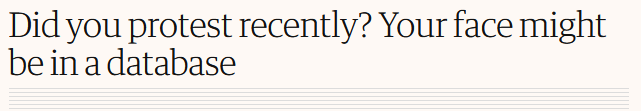 Did you protest recently? Your face might
be in a database